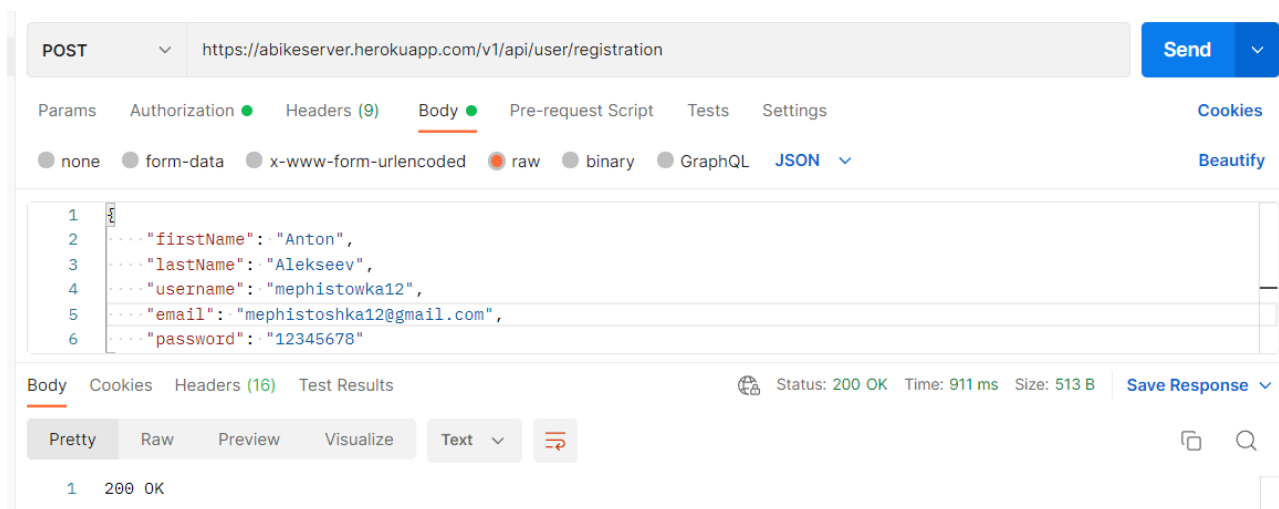 POST https://abikeserver.herokuapp.com/v1/api/user/registration Send
Params Authorization Headers (9) Body Pre-request Script Tests Settings Cookies
none form-data x-www-form-urlencoded raw binary GraphQL JSON Beautify
1 {
2 "firstName": "Anton",
3 "lastName": "Alekseev",
4 "username": "mephistowka12",
5 "email": "mephistoshka12@gmail.com",
6 "password": "12345678"
Body Cookies Headers (16) Test Results Status: 200 OK Time: 911 ms Size: 513 B Save Response
Pretty Raw Preview Visualize Text
1 200 OK